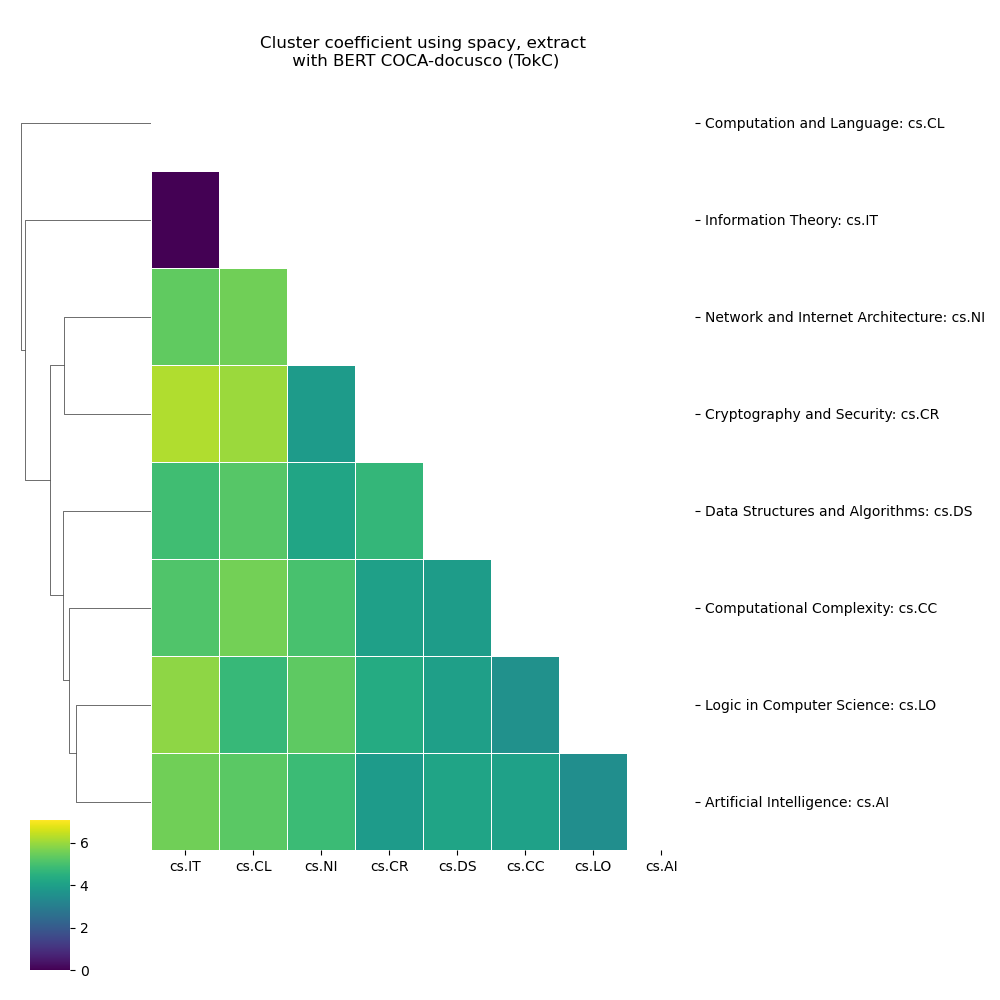 Cluster coefficient using spacy, extract
with BERT COCA-docusco (TokC)
Computation and Language: cs.CL
Information Theory: cs.IT
Network and Internet Architecture: cs.NI
Cryptography and Security: cs.CR
Data Structures and Algorithms: cs.DS
Computational Complexity: cs.CC
Logic in Computer Science: cs.LO
Artificial Intelligence: cs.AI
cs.IT cs.CL cs.NI cs.CR cs.DS cs.CC cs.LO cs.AI
6
4
2
0